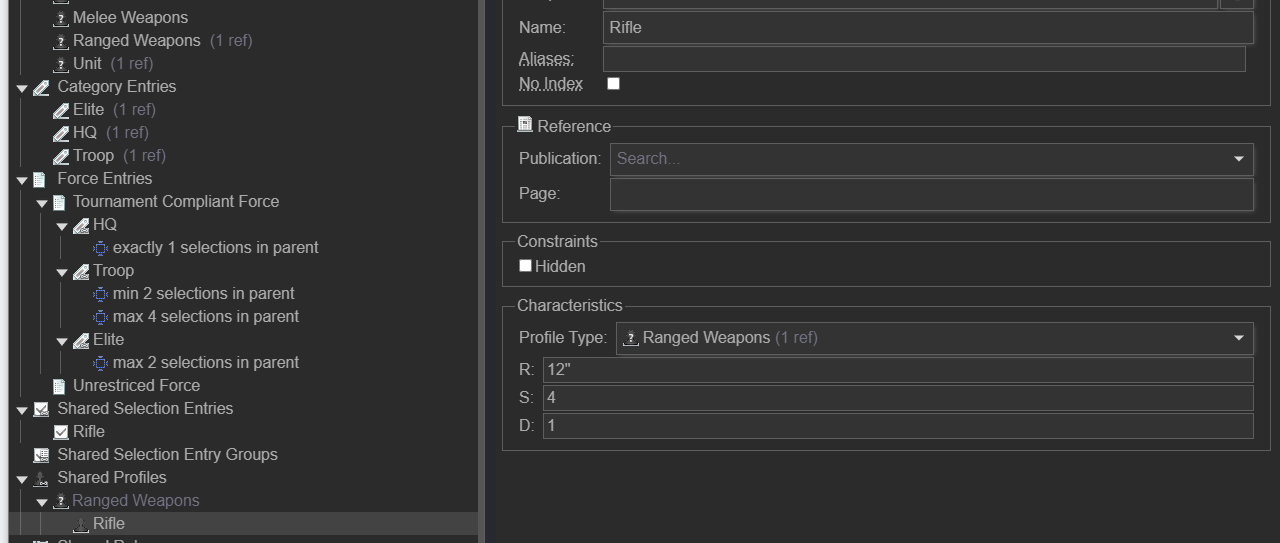 Melee Weapons
Ranged Weapons (1 ref)
Unit (1 ref)
Category Entries
Elite (1 ref)
HQ (1 ref)
Troop (1 ref)
Force Entries
Tournament Compliant Force
HQ
exactly 1 selections in parent
Troop
min 2 selections in parent
max 4 selections in parent
Elite
max 2 selections in parent
Unrestriced Force
Shared Selection Entries
Rifle
Shared Selection Entry Groups
Shared Profiles
Ranged Weapons
Rifle
Name: Rifle
Aliases:
No Index
Reference
Publication: Search...
Page:
Constraints
Hidden
Characteristics
Profile Type: Ranged Weapons (1 ref)
R: 12"
S: 4
D: 1